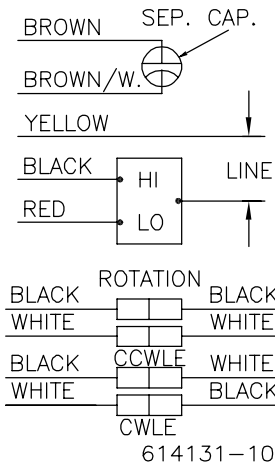 BROWN SEP. CAP.
BROWN/W.
YELLOW
BLACK HI LINE
RED LO
ROTATION
BLACK BLACK
WHITE WHITE
CCWLE
BLACK WHITE
WHITE BLACK
CWLE
614131-10